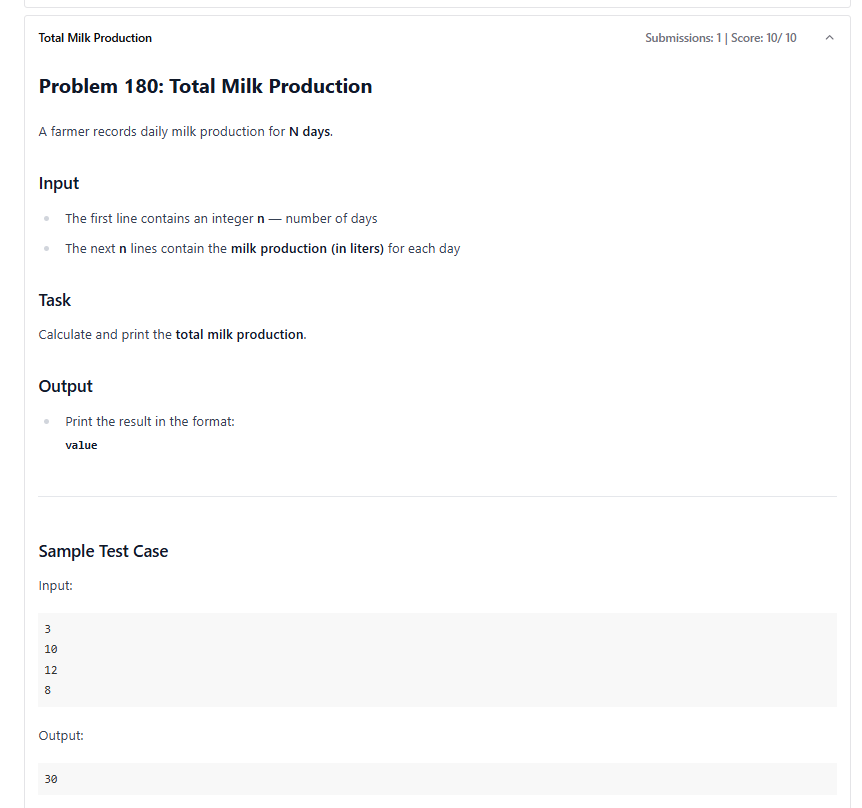 Total Milk Production
Submissions: 1 | Score: 10/ 10
Problem 180: Total Milk Production
A farmer records daily milk production for N days.
Input
The first line contains an integer n — number of days
The next n lines contain the milk production (in liters) for each day
Task
Calculate and print the total milk production.
Output
Print the result in the format:
value
Sample Test Case
Input:
3
10
12
8
Output:
30